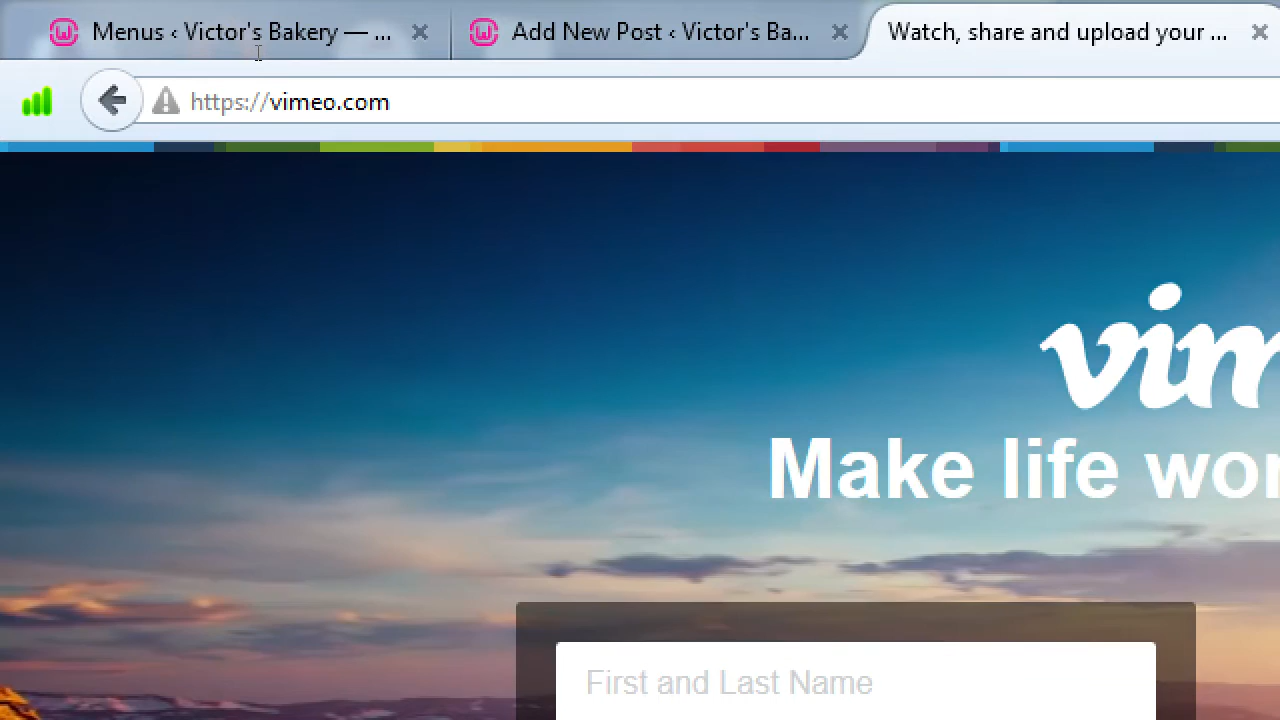 Menus ‹ Victor's Bakery — ...
Add New Post ‹ Victor's Ba...
Watch, share and upload your ...
https://vimeo.com
Make life
First and Last Name